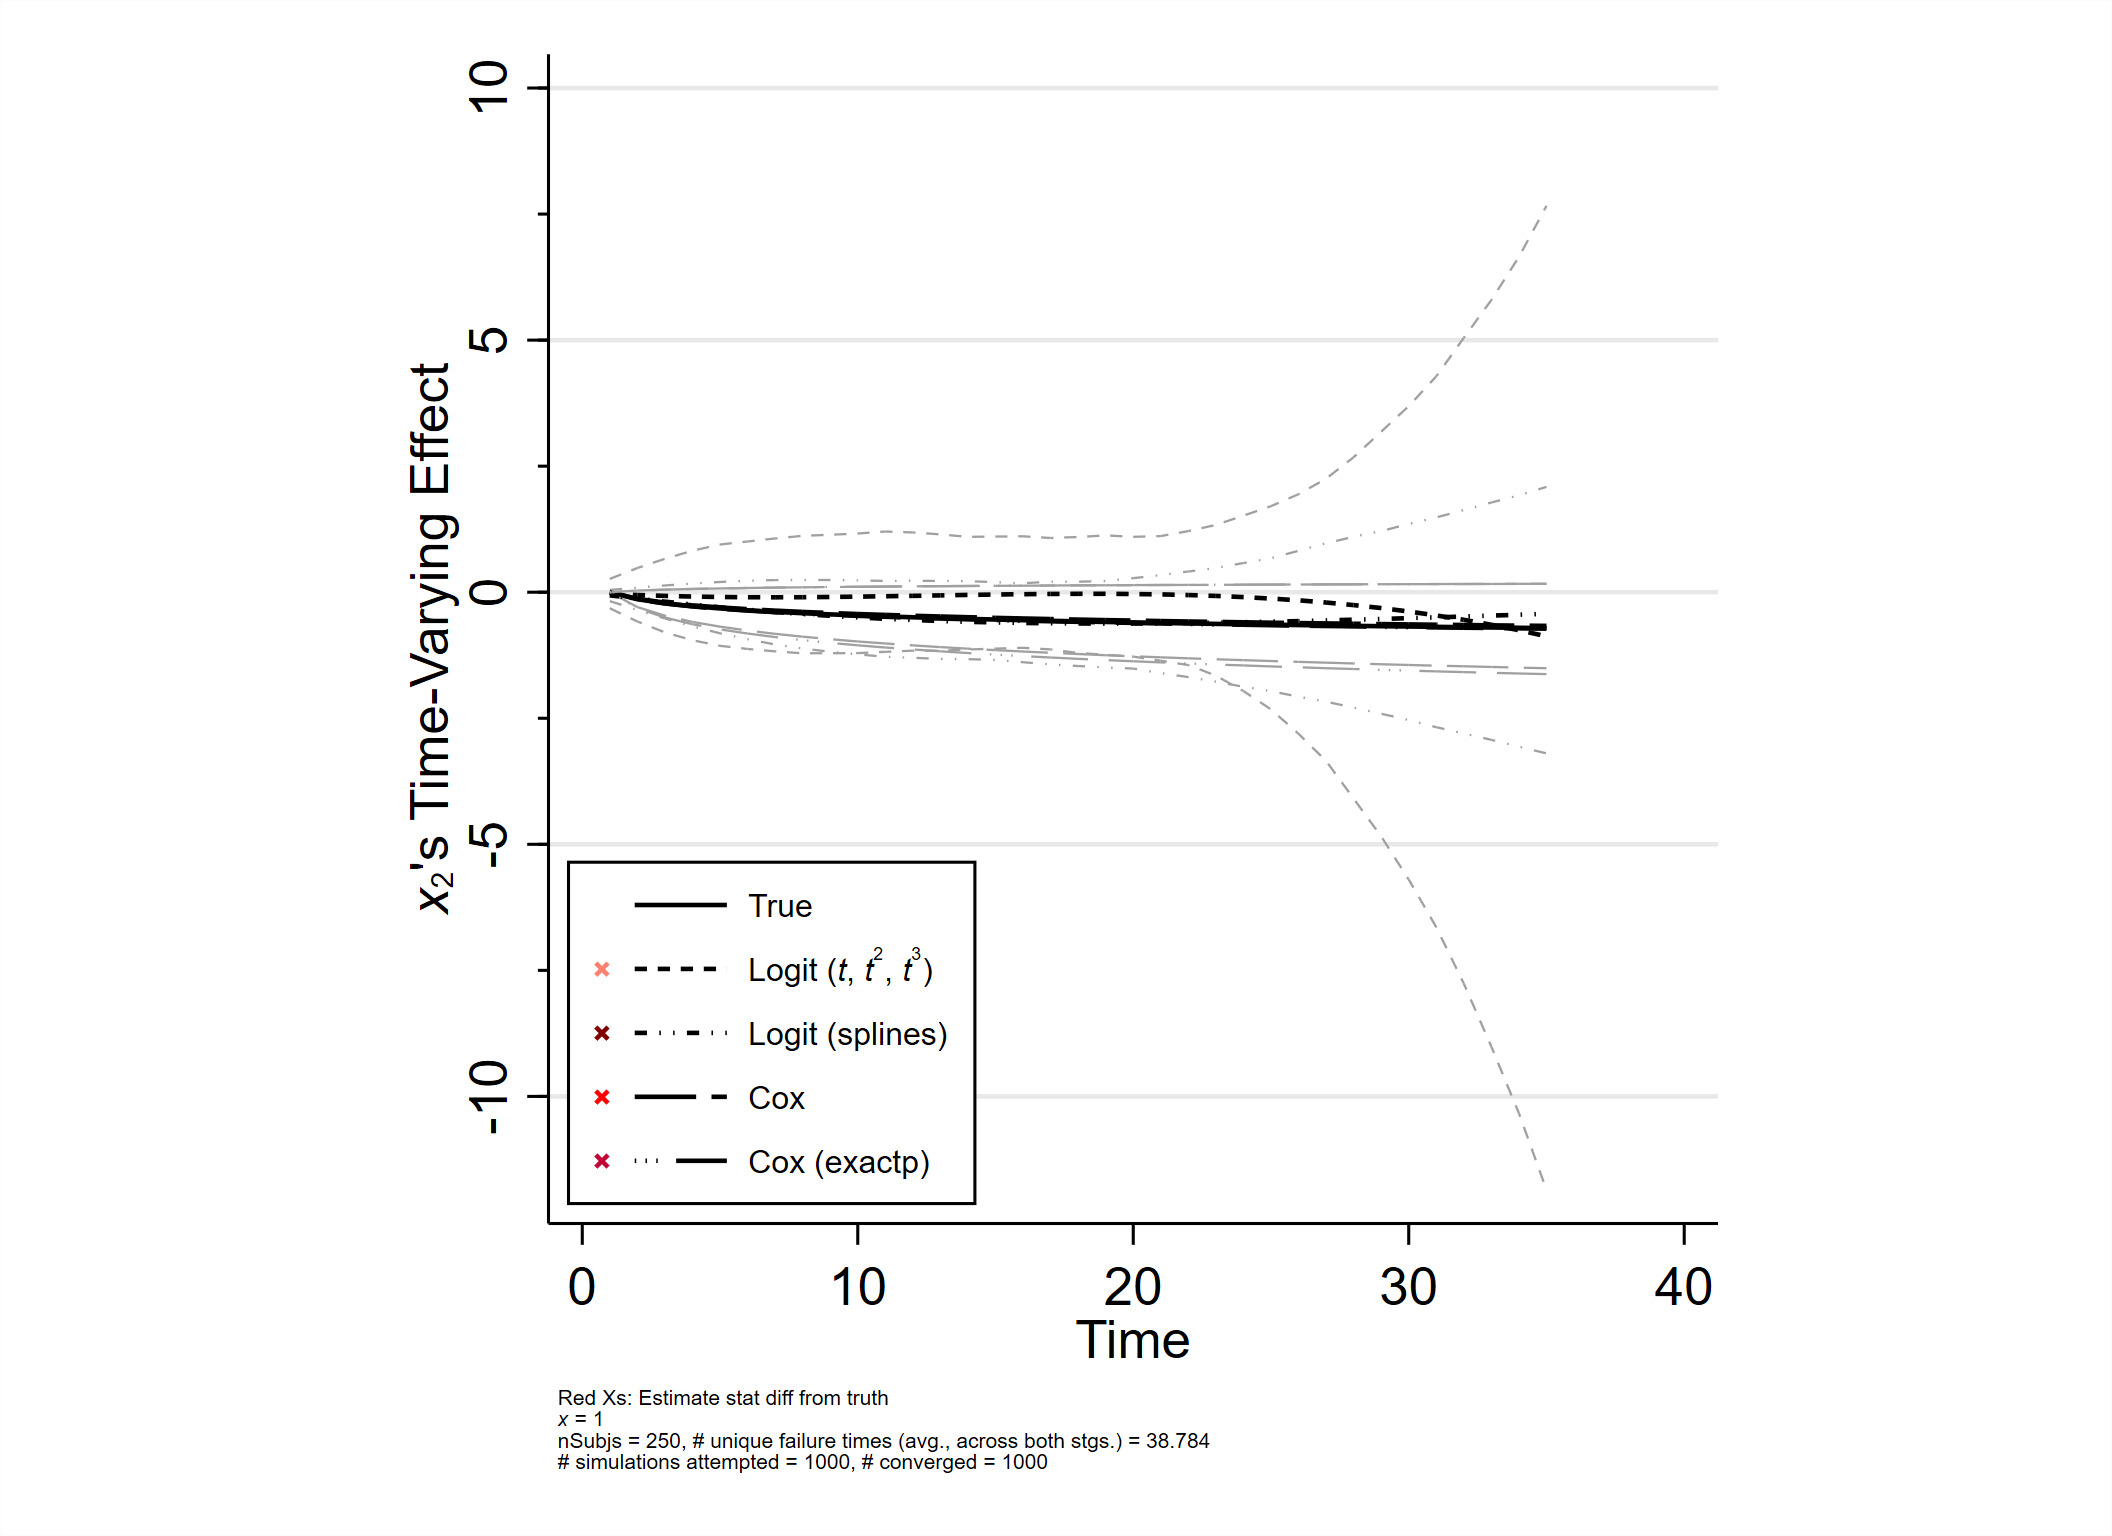 10
5
0
-5
-10
x₂'s Time-Varying Effect
True
Logit (t, t², t³)
Logit (splines)
Cox
Cox (exactp)
0 10 20 30 40
Time
Red Xs: Estimate stat diff from truth
x = 1
nSubjs = 250, # unique failure times (avg., across both stgs.) = 38.784
# simulations attempted = 1000, # converged = 1000